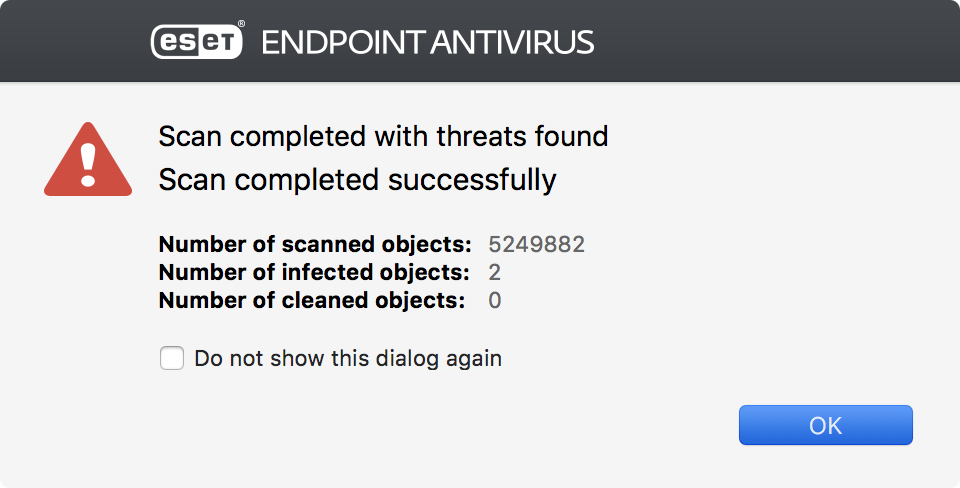 eset® ENDPOINT ANTIVIRUS
Scan completed with threats found
Scan completed successfully
Number of scanned objects: 5249882
Number of infected objects: 2
Number of cleaned objects: 0
Do not show this dialog again
OK